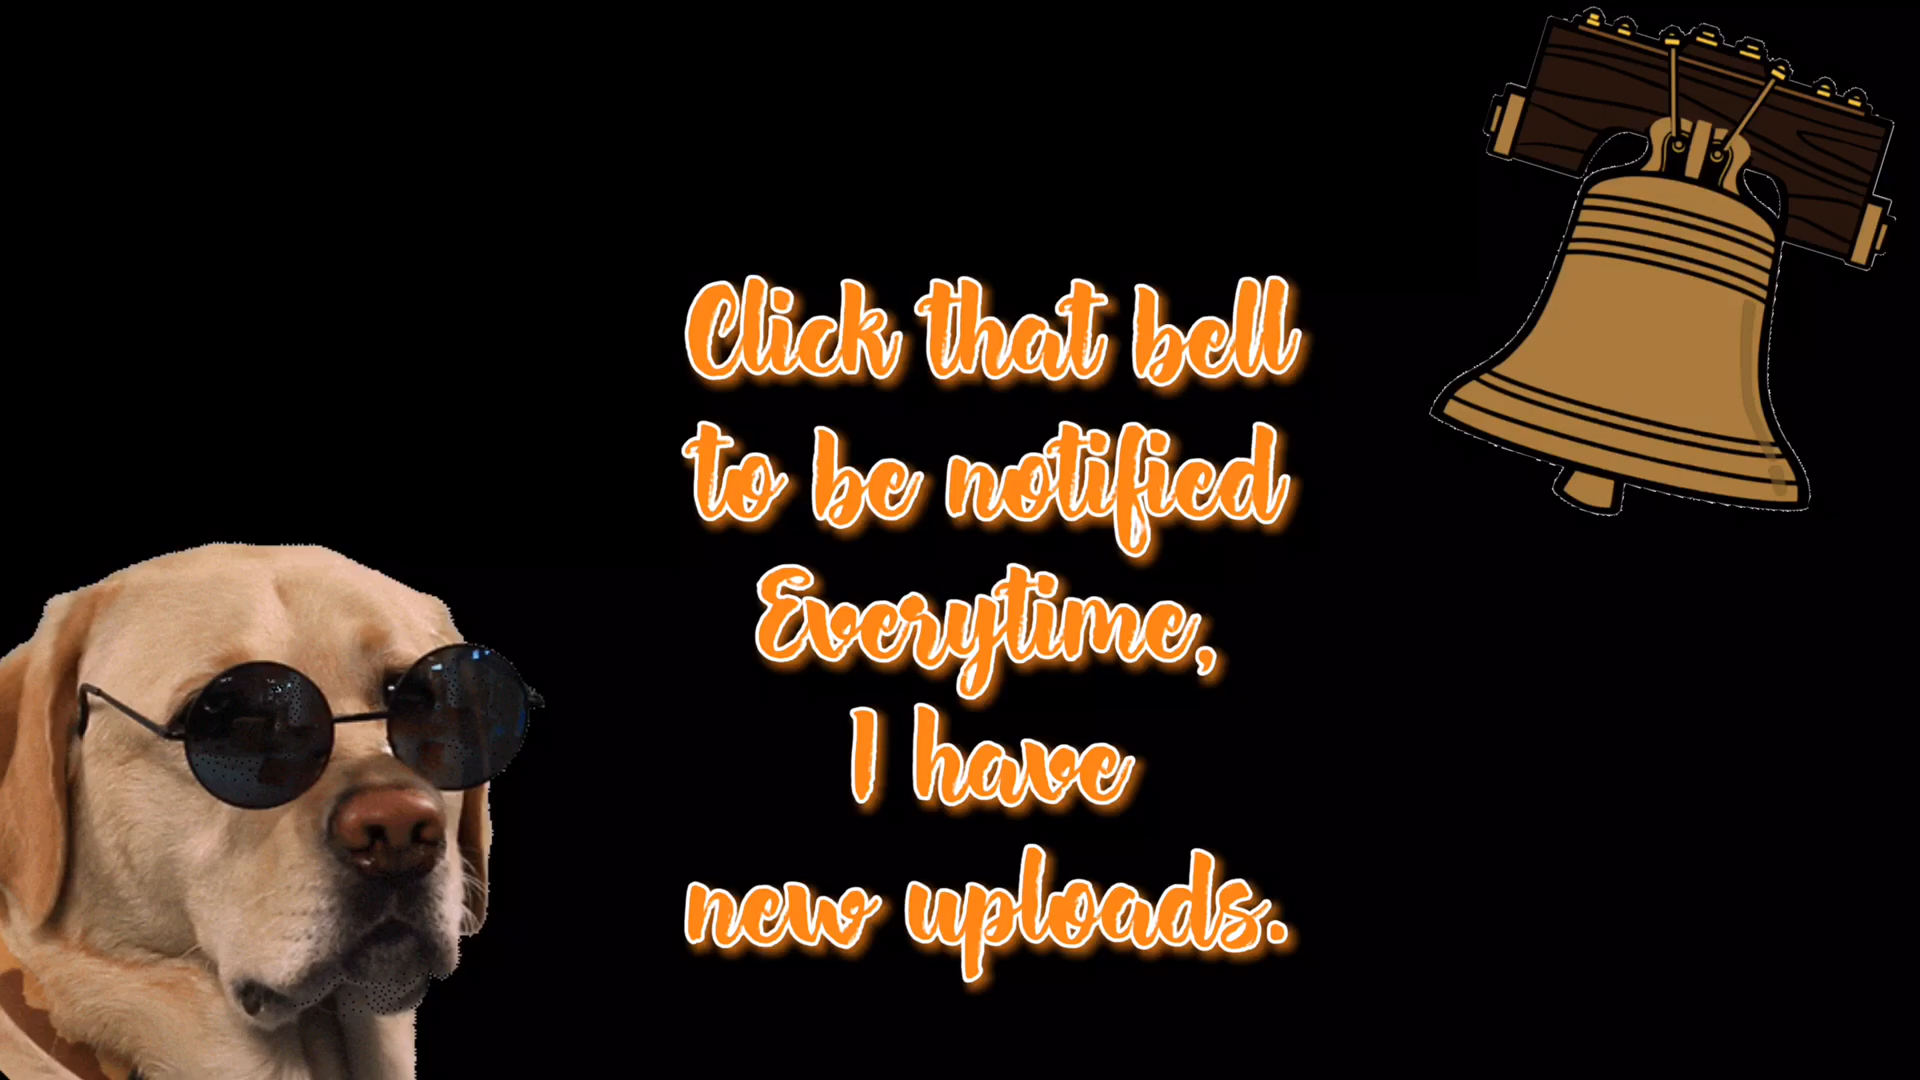 Click that bell
to be notified
Everytime,
I have
new uploads.